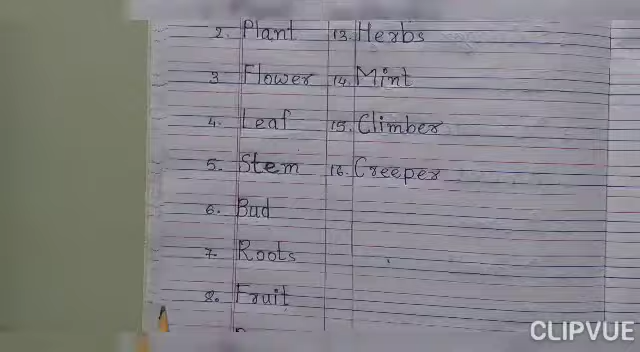 2. Plant 13. Herbs
3 Flower 14. Mint
4. Leaf 15. Climber
5. Stem 16. Creeper
6. Bud
7. Roots
8. Fruit
CLIPVUE